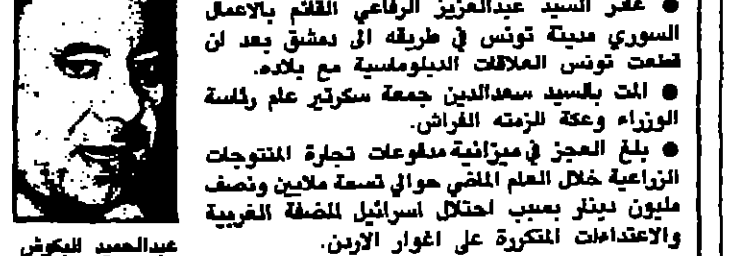 ● غادر السيد عبدالعزيز الرفاعي القائم بالاعمال
السوري مدينة تونس في طريقه الى دمشق بعد ان
قطعت تونس العلاقات الدبلوماسية مع بلاده.
● المت بالسيد سعدالدين جمعة سكرتير عام رئاسة
الوزراء وعكة الزمته الفراش.
● بلغ العجز في ميزانية مدفوعات تجارة المنتوجات
الزراعية خلال العام الماضي حوالي تسعة ملايين ونصف
مليون دينار بسبب احتلال اسرائيل للضفة الغربية
والاعتداءات المتكررة على اغوار الاردن.
عبدالحميد البكوش